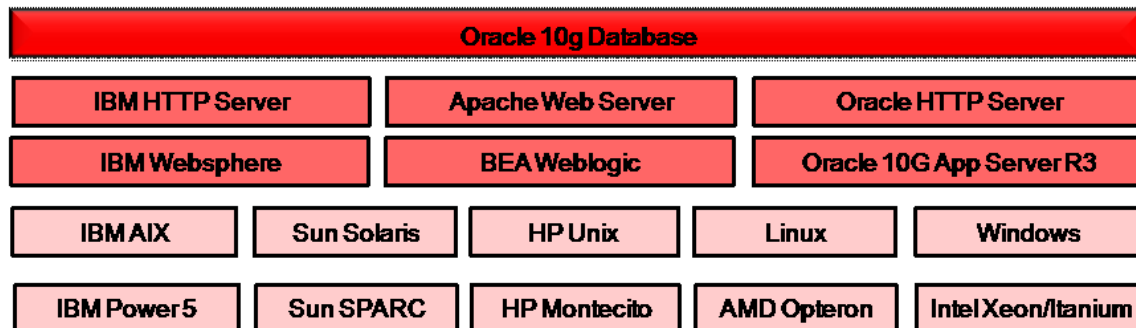 Oracle 10g Database
IBM HTTP Server Apache Web Server Oracle HTTP Server
IBM Websphere BEA Weblogic Oracle 10G App Server R3
IBM AIX Sun Solaris HP Unix Linux Windows
IBM Power 5 Sun SPARC HP Montecito AMD Opteron Intel Xeon/Itanium